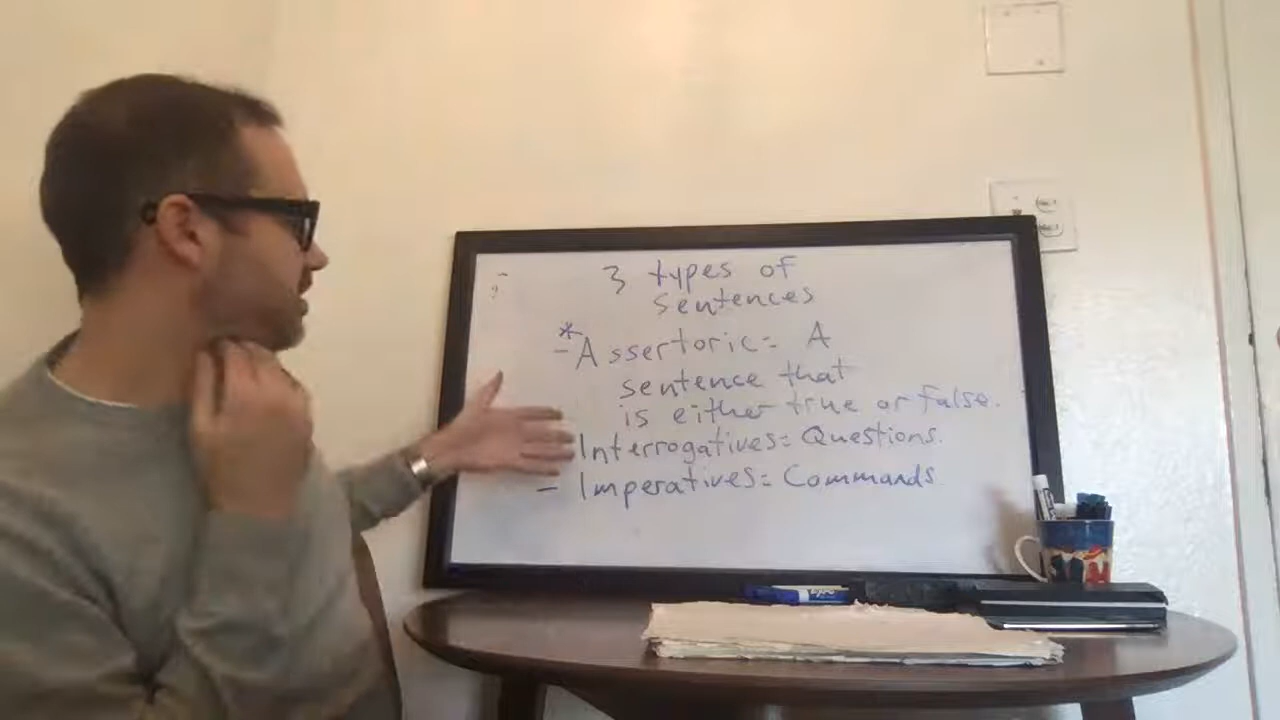 3 types of
sentences
*
- Assertoric = A
sentence that
is either true or false.
Interrogatives = Questions.
- Imperatives = Commands